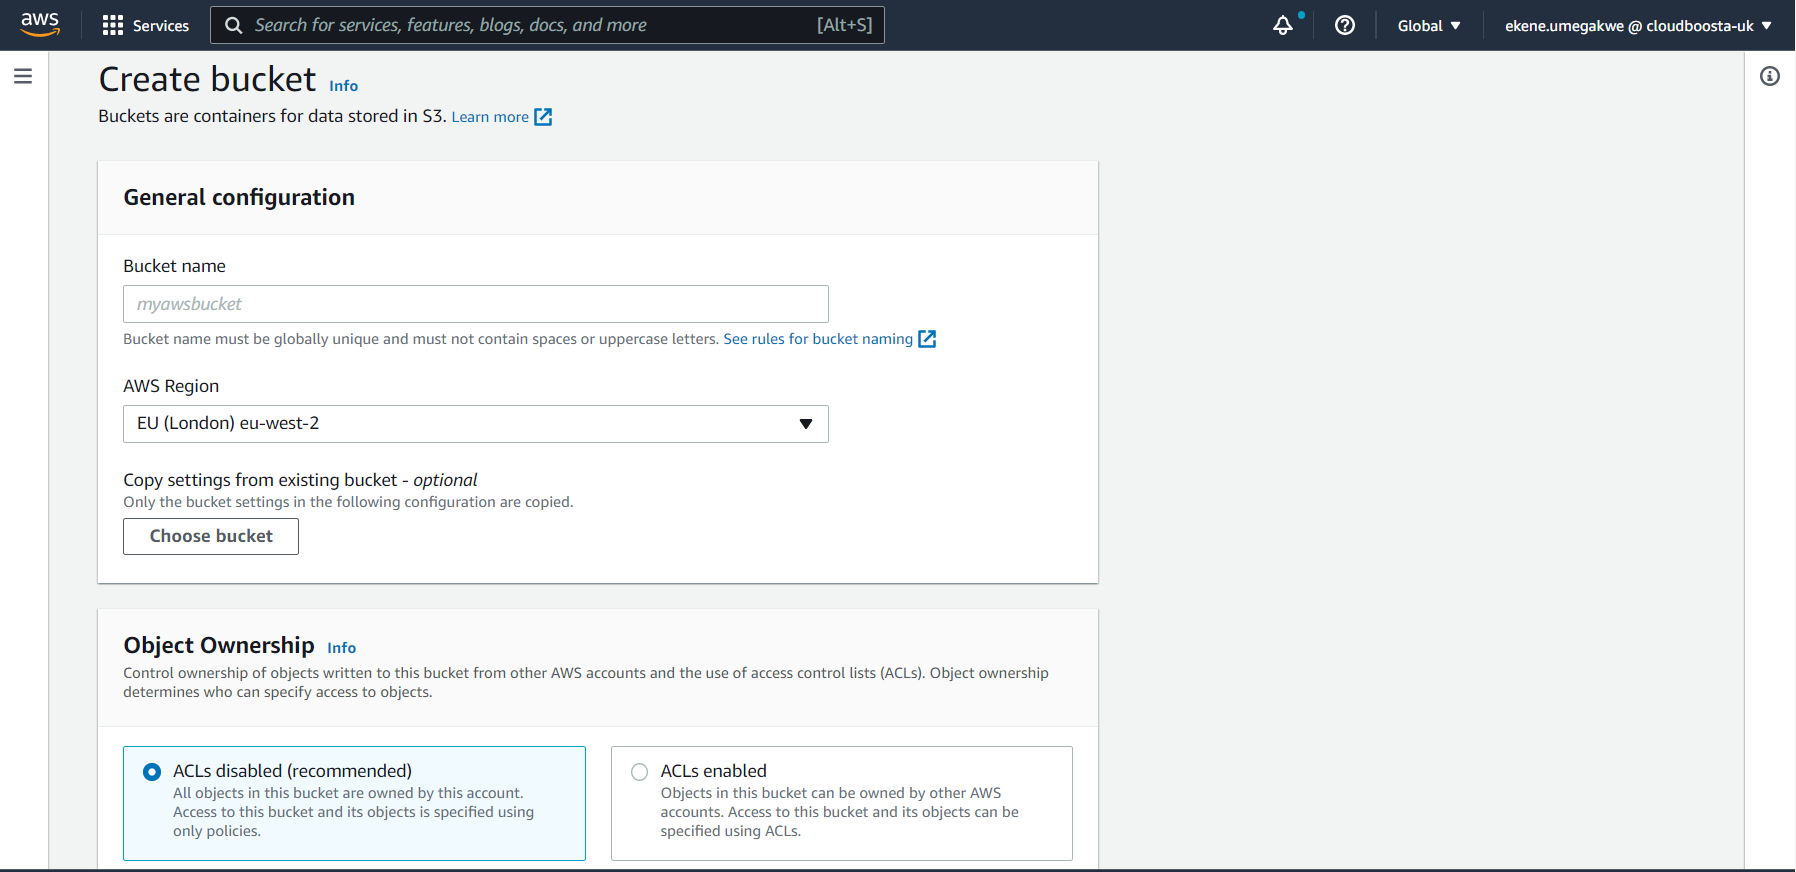 aws
Services
Search for services, features, blogs, docs, and more
[Alt+S]
Global
ekene.umegakwe @ cloudboosta-uk
Create bucket Info
Buckets are containers for data stored in S3. Learn more
General configuration
Bucket name
myawsbucket
Bucket name must be globally unique and must not contain spaces or uppercase letters. See rules for bucket naming
AWS Region
EU (London) eu-west-2
Copy settings from existing bucket - optional
Only the bucket settings in the following configuration are copied.
Choose bucket
Object Ownership Info
Control ownership of objects written to this bucket from other AWS accounts and the use of access control lists (ACLs). Object ownership
determines who can specify access to objects.
ACLs disabled (recommended)
All objects in this bucket are owned by this account.
Access to this bucket and its objects is specified using
only policies.
ACLs enabled
Objects in this bucket can be owned by other AWS
accounts. Access to this bucket and its objects can be
specified using ACLs.